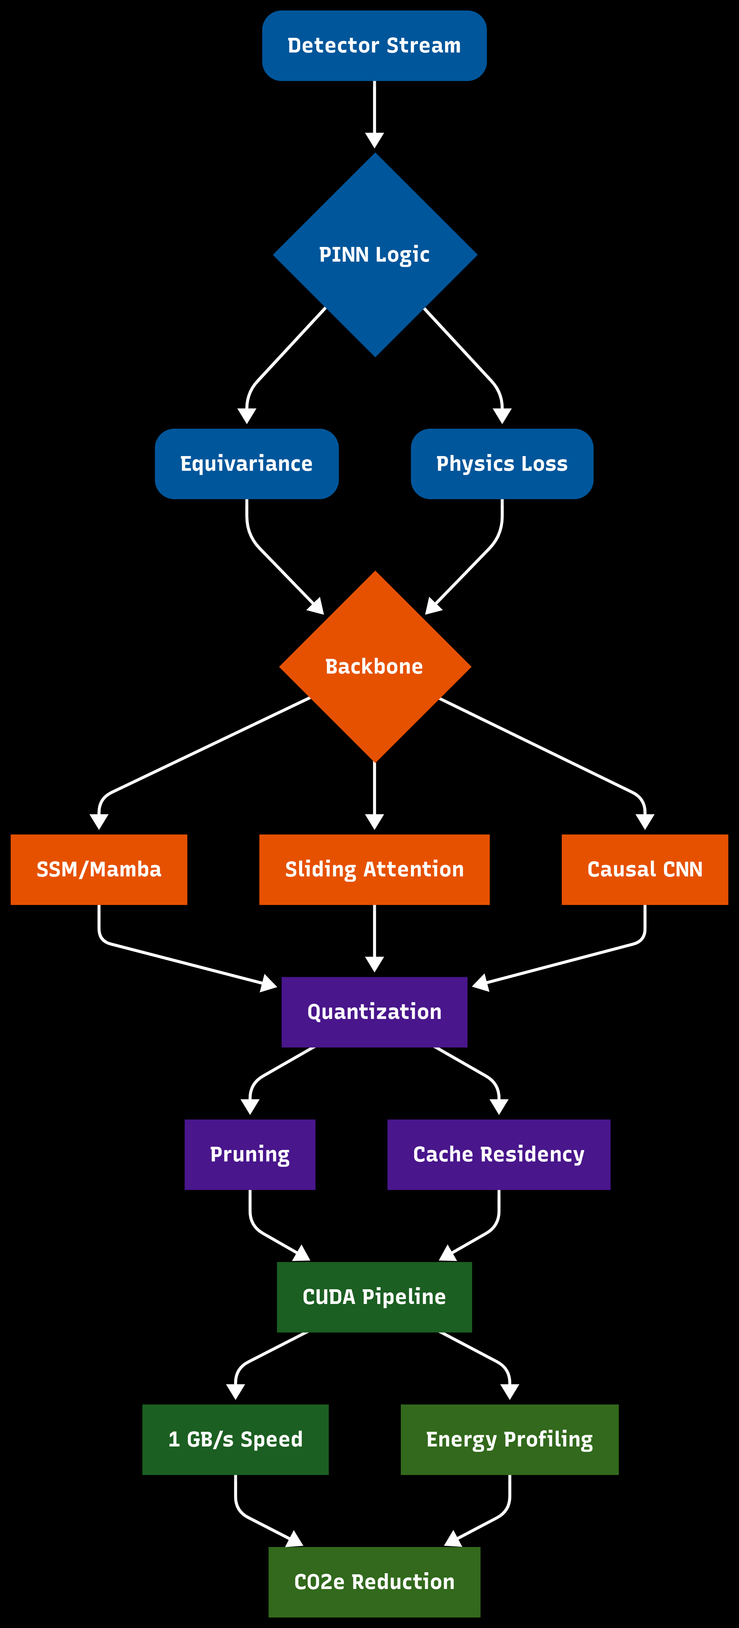 Detector Stream
PINN Logic
Equivariance
Physics Loss
Backbone
SSM/Mamba
Sliding Attention
Causal CNN
Quantization
Pruning
Cache Residency
CUDA Pipeline
1 GB/s Speed
Energy Profiling
CO2e Reduction